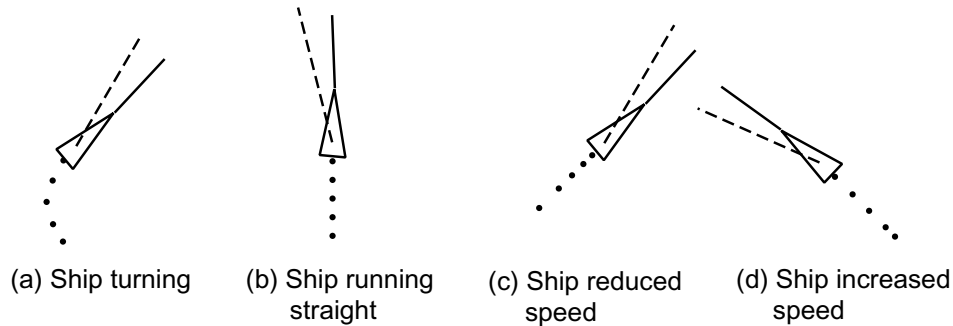 (a) Ship turning
(b) Ship running
straight
(c) Ship reduced
speed
(d) Ship increased
speed